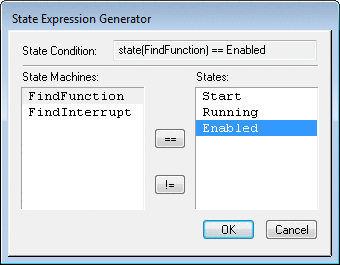 State Expression Generator
State Condition: state(FindFunction) == Enabled
State Machines: States:
FindFunction Start
FindInterrupt Running
Enabled
==
!=
OK Cancel